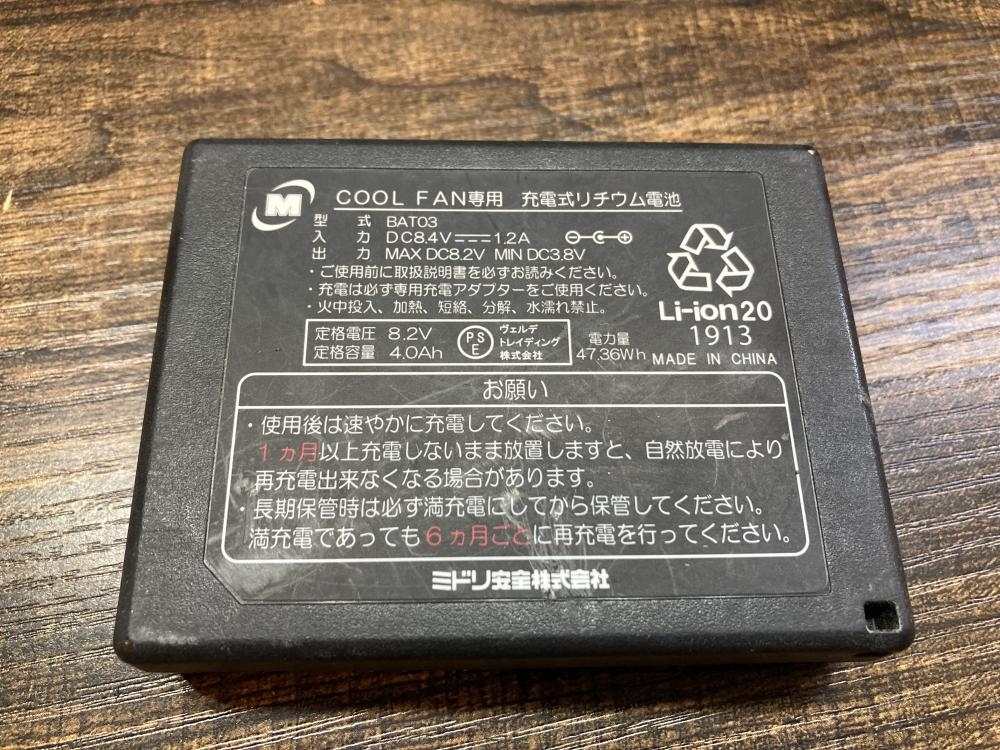 M
COOL FAN専用 充電式リチウム電池
型 式 BAT03
入 力 DC8.4V⎓1.2A
出 力 MAX DC8.2V MIN DC3.8V
・ご使用前に取扱説明書を必ずお読みください。
・充電は必ず専用充電アダプターをご使用ください。
・火中投入、加熱、短絡、分解、水濡れ禁止。
定格電圧 8.2V
定格容量 4.0Ah
PSE
ヴェルデ
トレイディング
株式会社
電力量
47.36Wh
Li-ion20
1913
MADE IN CHINA
お願い
・使用後は速やかに充電してください。
1ヵ月以上充電しないまま放置しますと、自然放電により
再充電出来なくなる場合があります。
・長期保管時は必ず満充電にしてから保管してください。
満充電であっても6ヵ月ごとに再充電を行ってください。
ミドリ安全株式会社